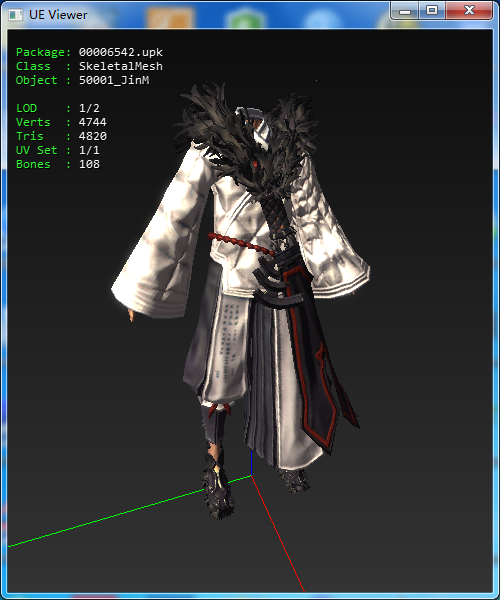 UE Viewer
Package: 00006542.upk
Class  : SkeletalMesh
Object : 50001_JinM
LOD    : 1/2
Verts  : 4744
Tris   : 4820
UV Set : 1/1
Bones  : 108